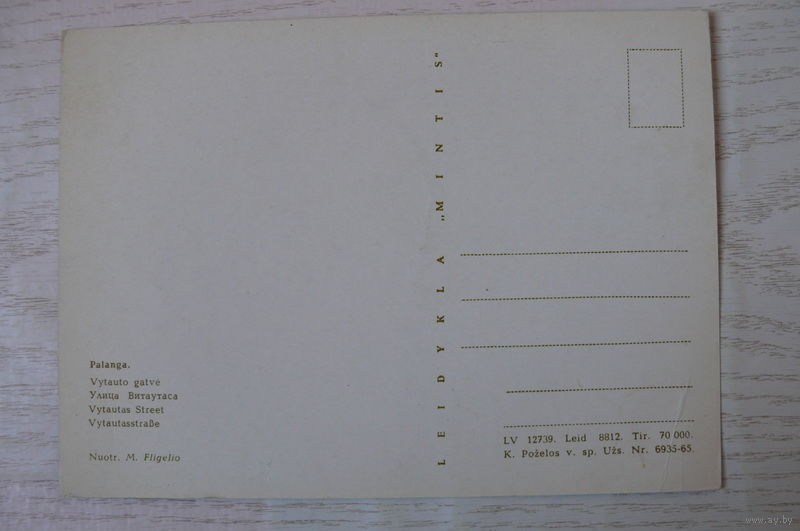 Palanga.
Vytauto gatvė
Улица Витаутаса
Vytautas Street
Vytautasstraße
Nuotr. M. Fligelio
LEIDYKLA „MINTIS“
LV 12739. Leid 8812. Tir. 70 000.
K. Poželos v. sp. Užs. Nr. 6935-65.
www.ay.by